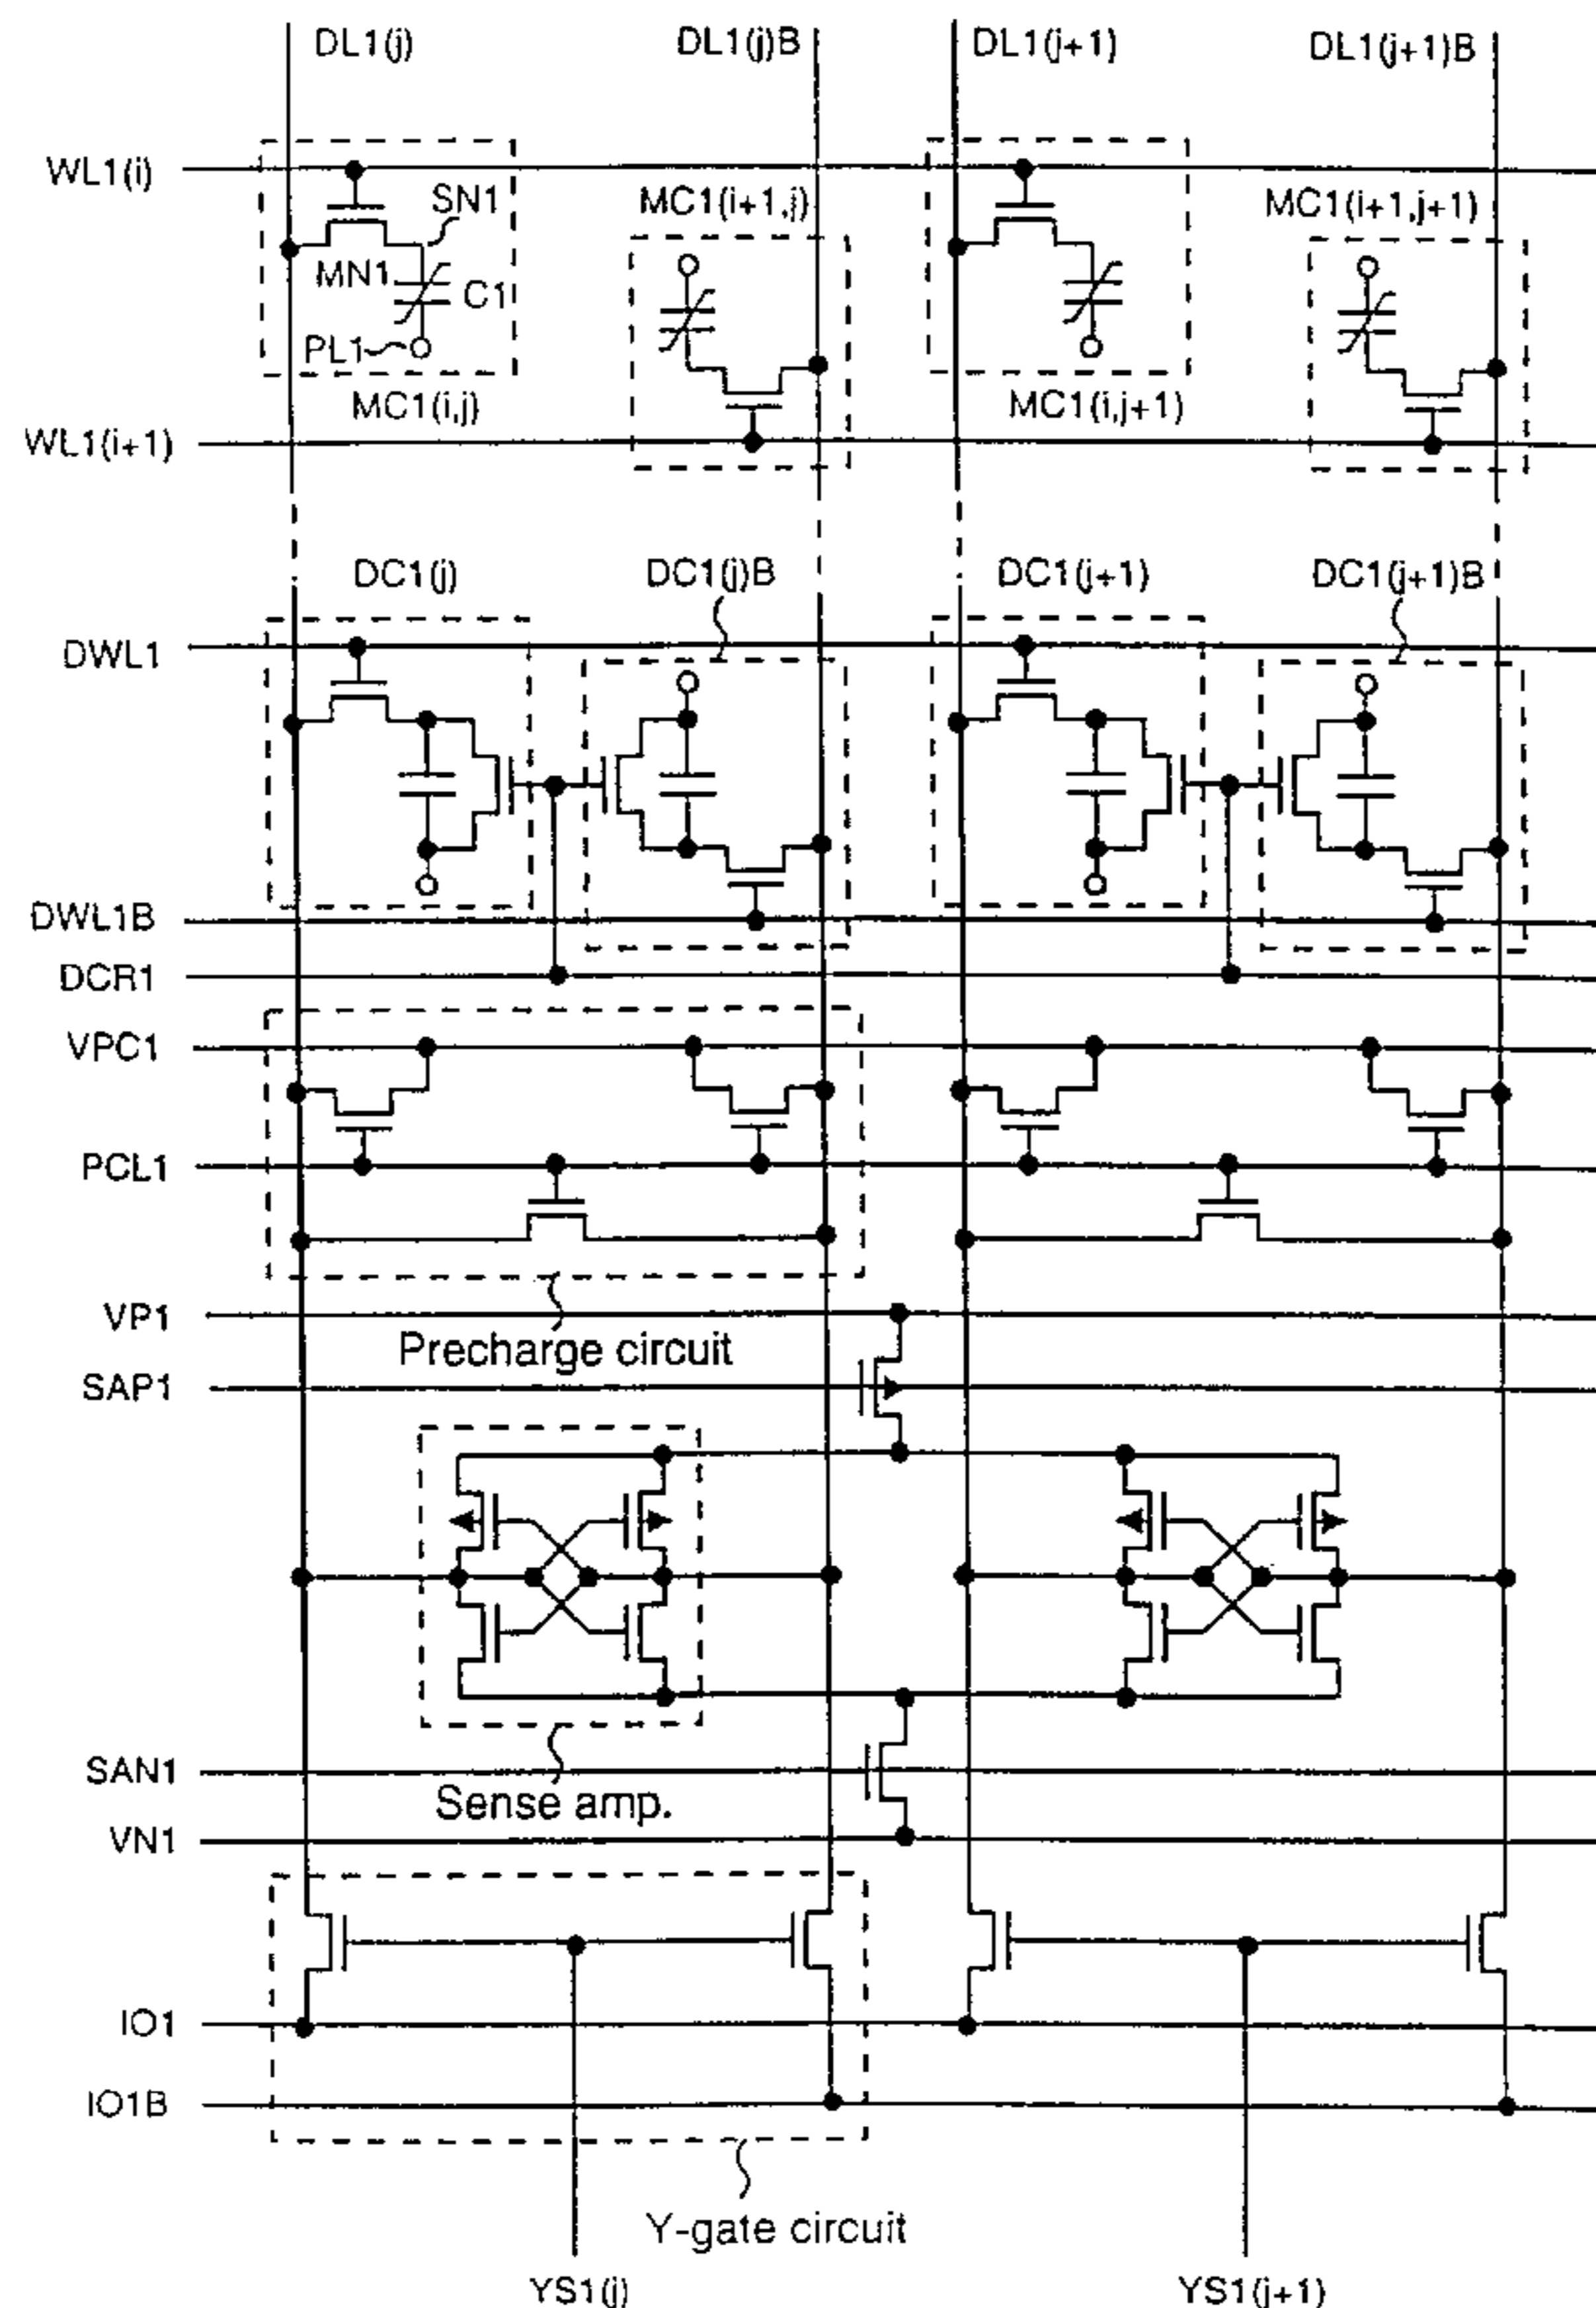 DL1(j)
DL1(j)B
DL1(j+1)
DL1(j+1)B
WL1(i)
SN1
MC1(i+1,j)
MC1(i+1,j+1)
MN1
C1
PL1
MC1(i,j)
MC1(i,j+1)
WL1(i+1)
DC1(j)
DC1(j)B
DC1(j+1)
DC1(j+1)B
DWL1
DWL1B
DCR1
VPC1
PCL1
VP1
Precharge circuit
SAP1
SAN1
Sense amp.
VN1
IO1
IO1B
Y-gate circuit
YS1(j)
YS1(j+1)